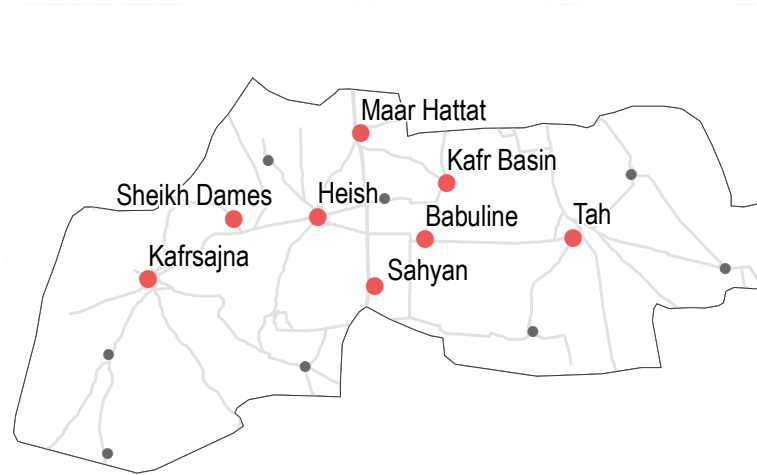 Maar Hattat
Kafr Basin
Sheikh Dames
Heish
Babuline
Tah
Kafrsajna
Sahyan